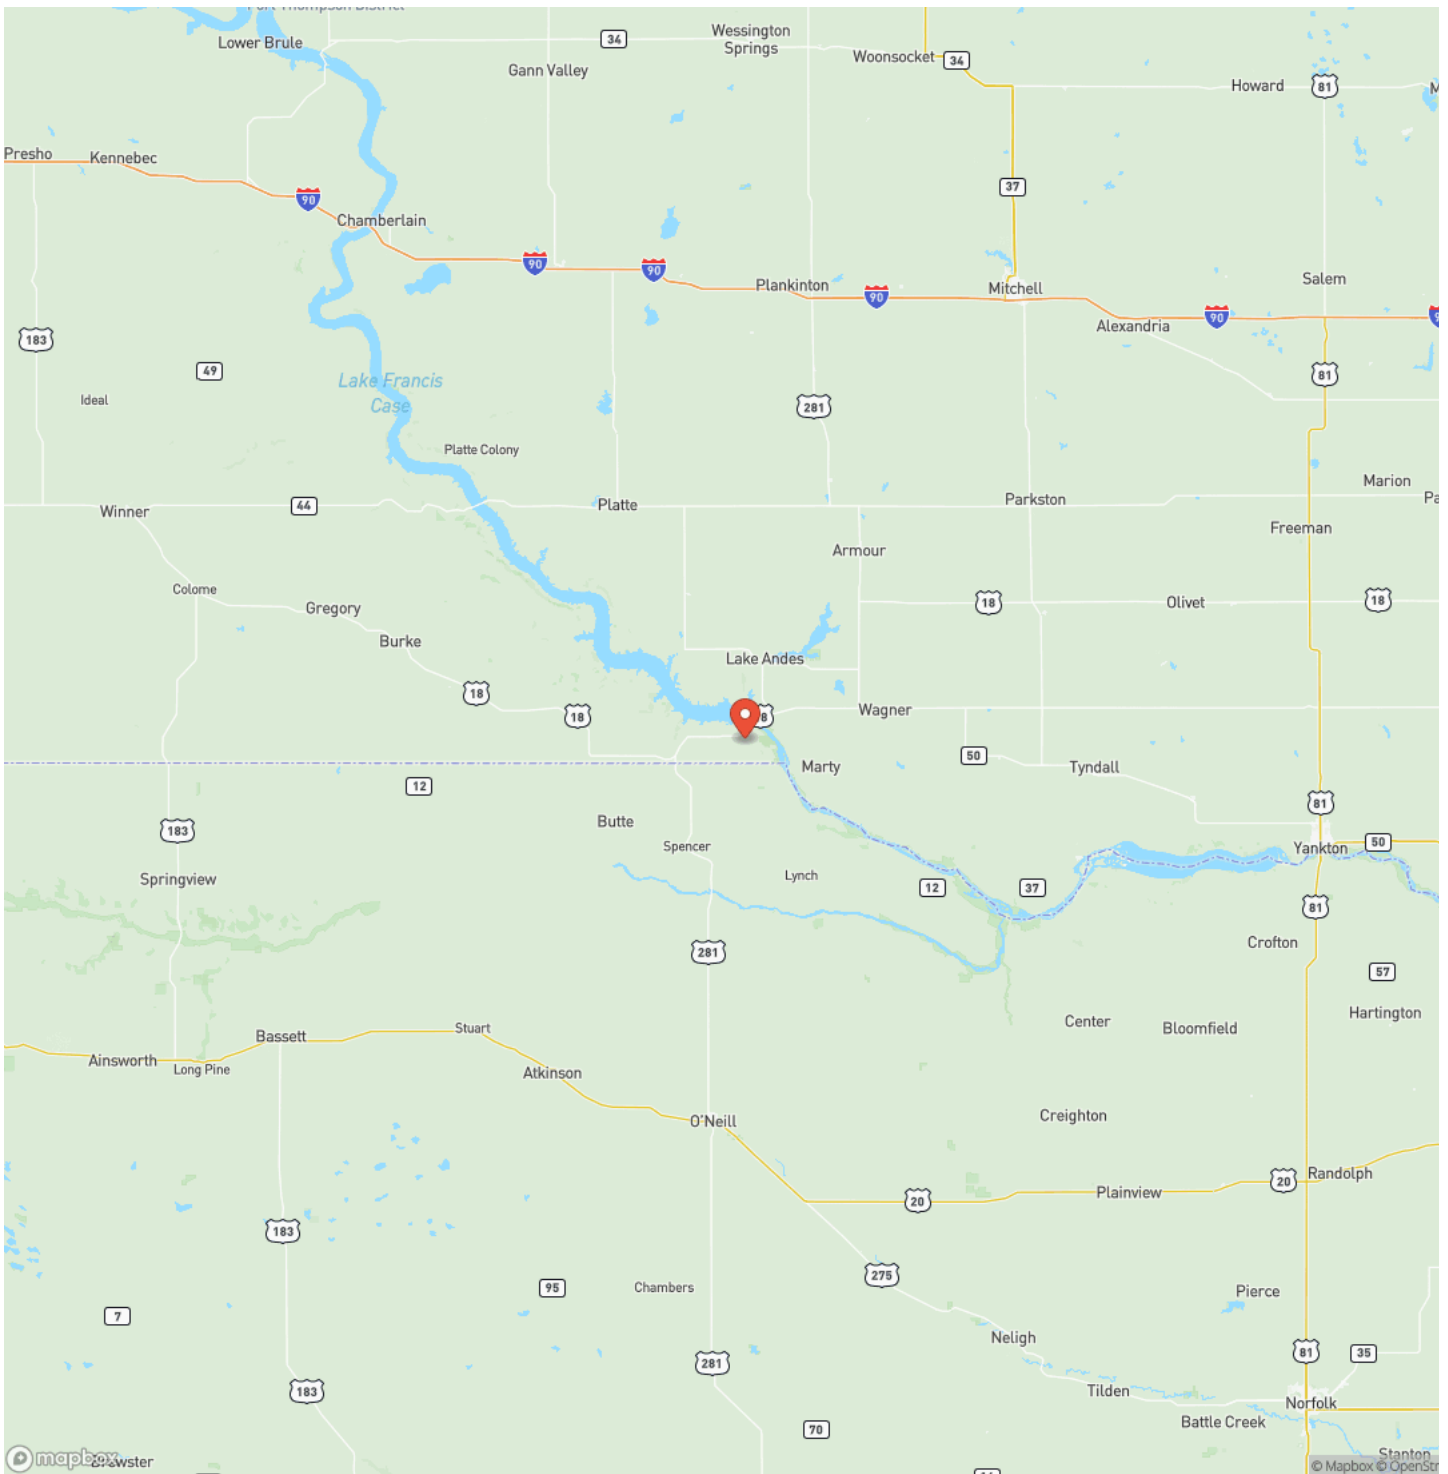 Fort Thompson District
Lower Brule
34
Wessington
Springs
Woonsocket
34
Gann Valley
Howard
81
Presho
Kennebec
90
37
Chamberlain
90
90
Plankinton
90
Mitchell
Salem
90
Alexandria
183
49
Lake Francis
Case
81
Ideal
281
Platte Colony
Marion
Winner
44
Platte
Parkston
Freeman
Armour
Colome
Gregory
18
Olivet
18
Burke
Lake Andes
18
18
Wagner
50
Marty
Tyndall
12
81
Butte
183
Spencer
Yankton
50
Springview
Lynch
12
37
81
281
Crofton
57
Hartington
Center
Bloomfield
Bassett
Stuart
Ainsworth
Long Pine
Atkinson
O'Neill
Creighton
20
Randolph
Plainview
20
183
275
Chambers
95
Pierce
7
Neligh
81
35
281
183
Tilden
Norfolk
Battle Creek
70
mapbox
Brewster
Stanton
© Mapbox © OpenStr